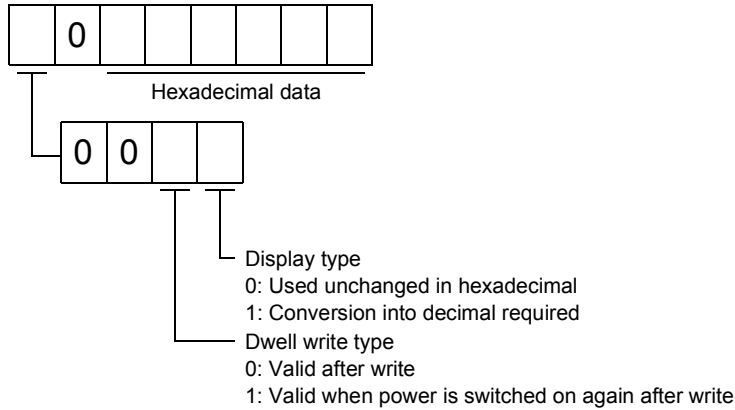 0
Hexadecimal data
0 0
Display type
0: Used unchanged in hexadecimal
1: Conversion into decimal required
Dwell write type
0: Valid after write
1: Valid when power is switched on again after write